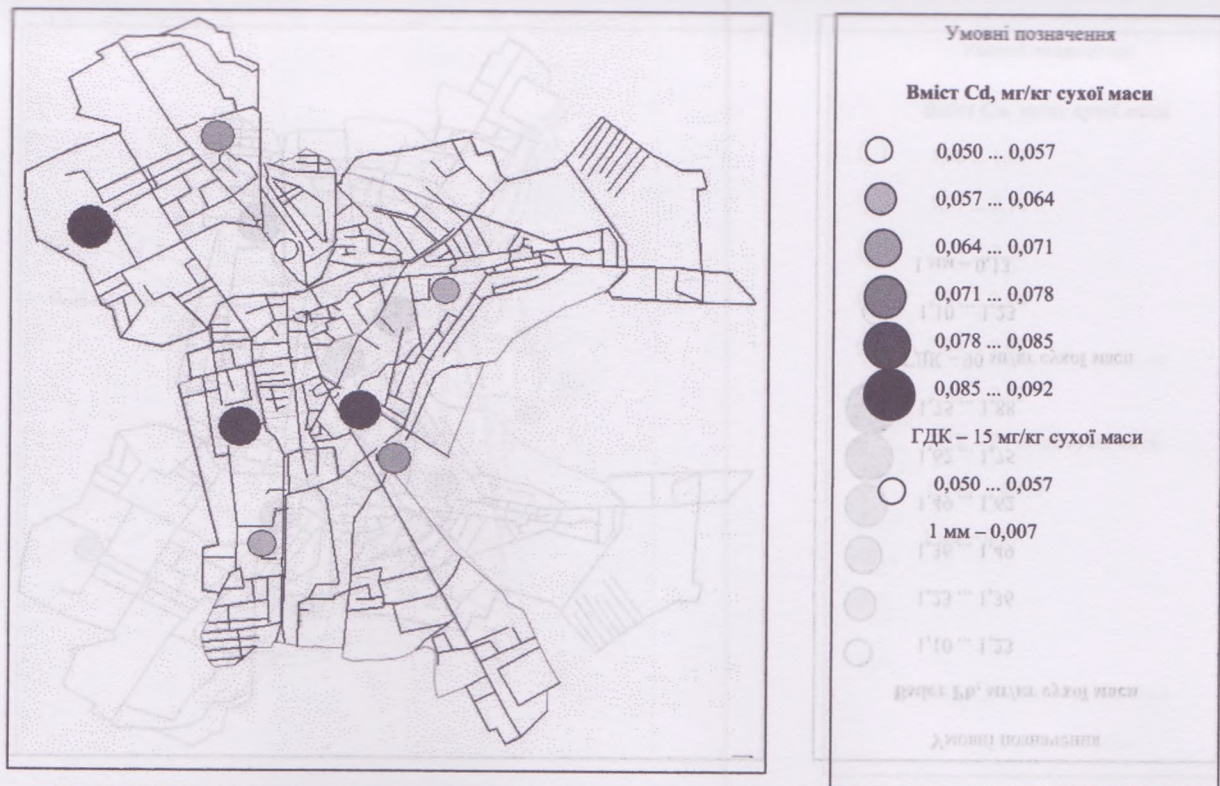 Умовні позначення
Вміст Cd, мг/кг сухої маси
0,050 ... 0,057
0,057 ... 0,064
0,064 ... 0,071
0,071 ... 0,078
0,078 ... 0,085
0,085 ... 0,092
ГДК – 15 мг/кг сухої маси
0,050 ... 0,057
1 мм – 0,007